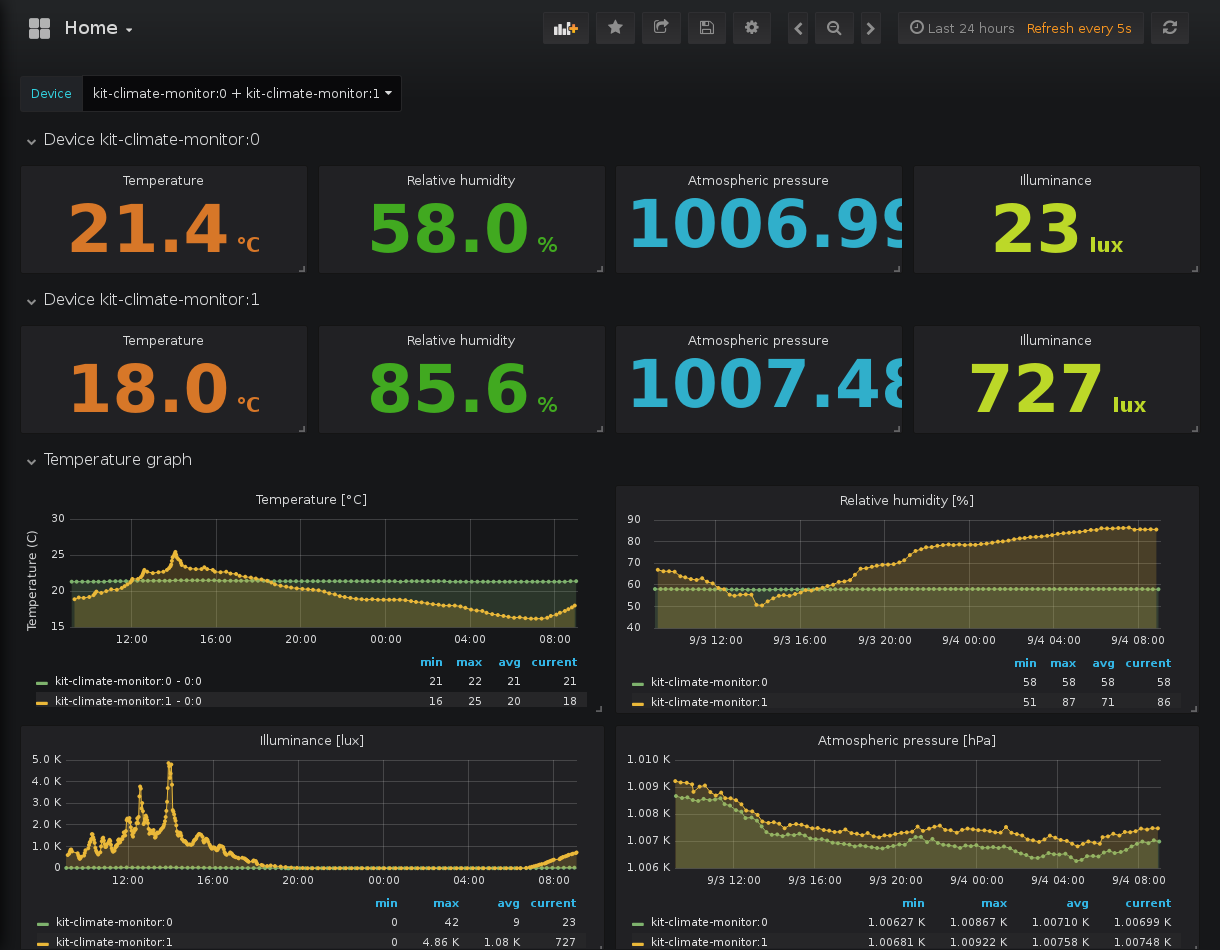 Home
Last 24 hours Refresh every 5s
Device kit-climate-monitor:0 + kit-climate-monitor:1
Device kit-climate-monitor:0
Temperature Relative humidity Atmospheric pressure Illuminance
21.4 °C 58.0 % 1006.99 23 lux
Device kit-climate-monitor:1
Temperature Relative humidity Atmospheric pressure Illuminance
18.0 °C 85.6 % 1007.48 727 lux
Temperature graph
Temperature [°C]
Temperature (C)
30
25
20
15
12:00 16:00 20:00 00:00 04:00 08:00
min max avg current
kit-climate-monitor:0 - 0:0 21 22 21 21
kit-climate-monitor:1 - 0:0 16 25 20 18
Relative humidity [%]
90
80
70
60
50
40
9/3 12:00 9/3 16:00 9/3 20:00 9/4 00:00 9/4 04:00 9/4 08:00
min max avg current
kit-climate-monitor:0 58 58 58 58
kit-climate-monitor:1 51 87 71 86
Illuminance [lux]
5.0 K
4.0 K
3.0 K
2.0 K
1.0 K
0
12:00 16:00 20:00 00:00 04:00 08:00
min max avg current
kit-climate-monitor:0 0 42 9 23
kit-climate-monitor:1 0 4.86 K 1.08 K 727
Atmospheric pressure [hPa]
1.010 K
1.009 K
1.008 K
1.007 K
1.006 K
9/3 12:00 9/3 16:00 9/3 20:00 9/4 00:00 9/4 04:00 9/4 08:00
min max avg current
kit-climate-monitor:0 1.00627 K 1.00867 K 1.00710 K 1.00699 K
kit-climate-monitor:1 1.00681 K 1.00922 K 1.00758 K 1.00748 K